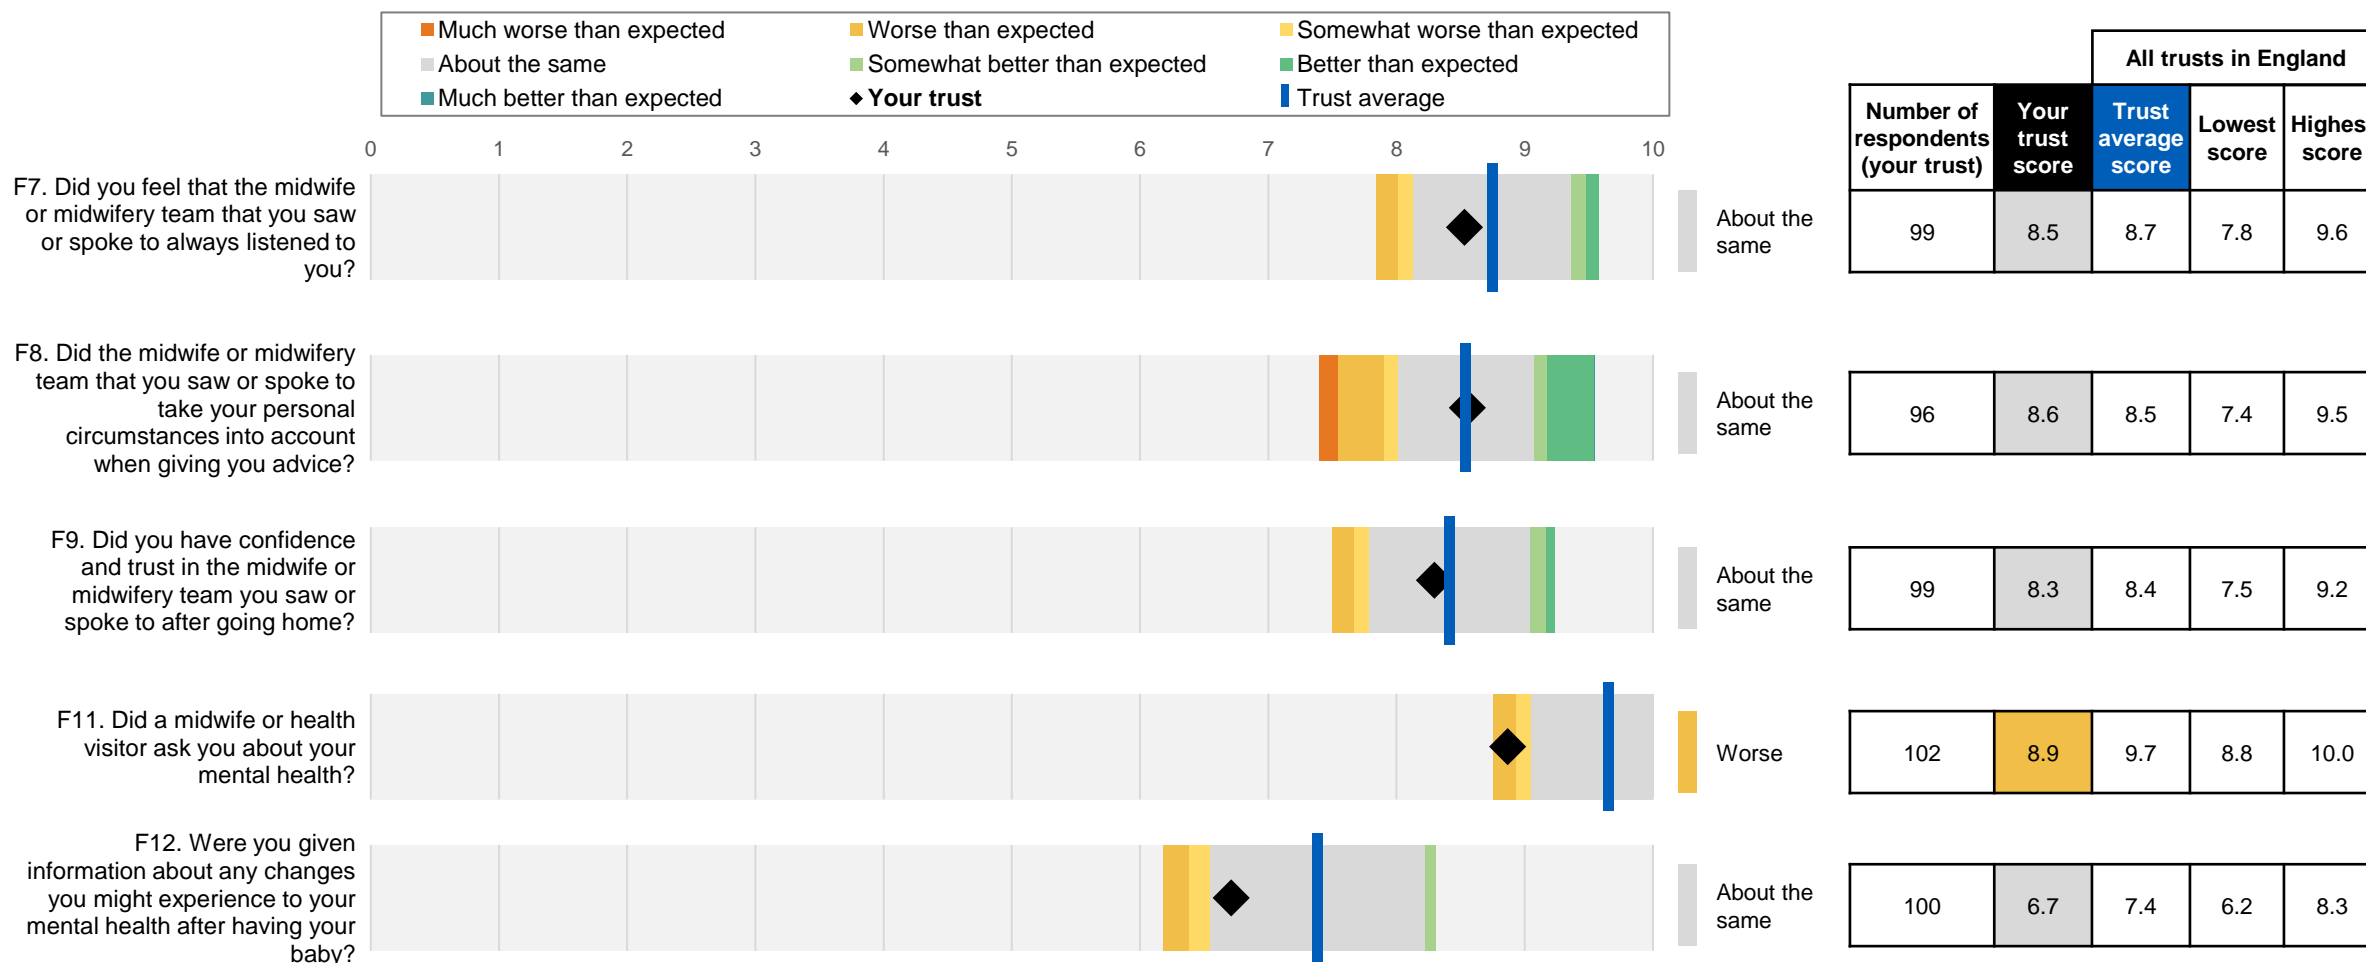 Much worse than expected
Worse than expected
Somewhat worse than expected
About the same
Somewhat better than expected
Better than expected
Much better than expected
Your trust
Trust average
All trusts in England
Number of
respondents
(your trust)
Your
trust
score
Trust
average
score
Lowest
score
Highes
score
0 1 2 3 4 5 6 7 8 9 10
F7. Did you feel that the midwife
or midwifery team that you saw
or spoke to always listened to
you?
About the
same
99 8.5 8.7 7.8 9.6
F8. Did the midwife or midwifery
team that you saw or spoke to
take your personal
circumstances into account
when giving you advice?
About the
same
96 8.6 8.5 7.4 9.5
F9. Did you have confidence
and trust in the midwife or
midwifery team you saw or
spoke to after going home?
About the
same
99 8.3 8.4 7.5 9.2
F11. Did a midwife or health
visitor ask you about your
mental health?
Worse
102 8.9 9.7 8.8 10.0
F12. Were you given
information about any changes
you might experience to your
mental health after having your
baby?
About the
same
100 6.7 7.4 6.2 8.3